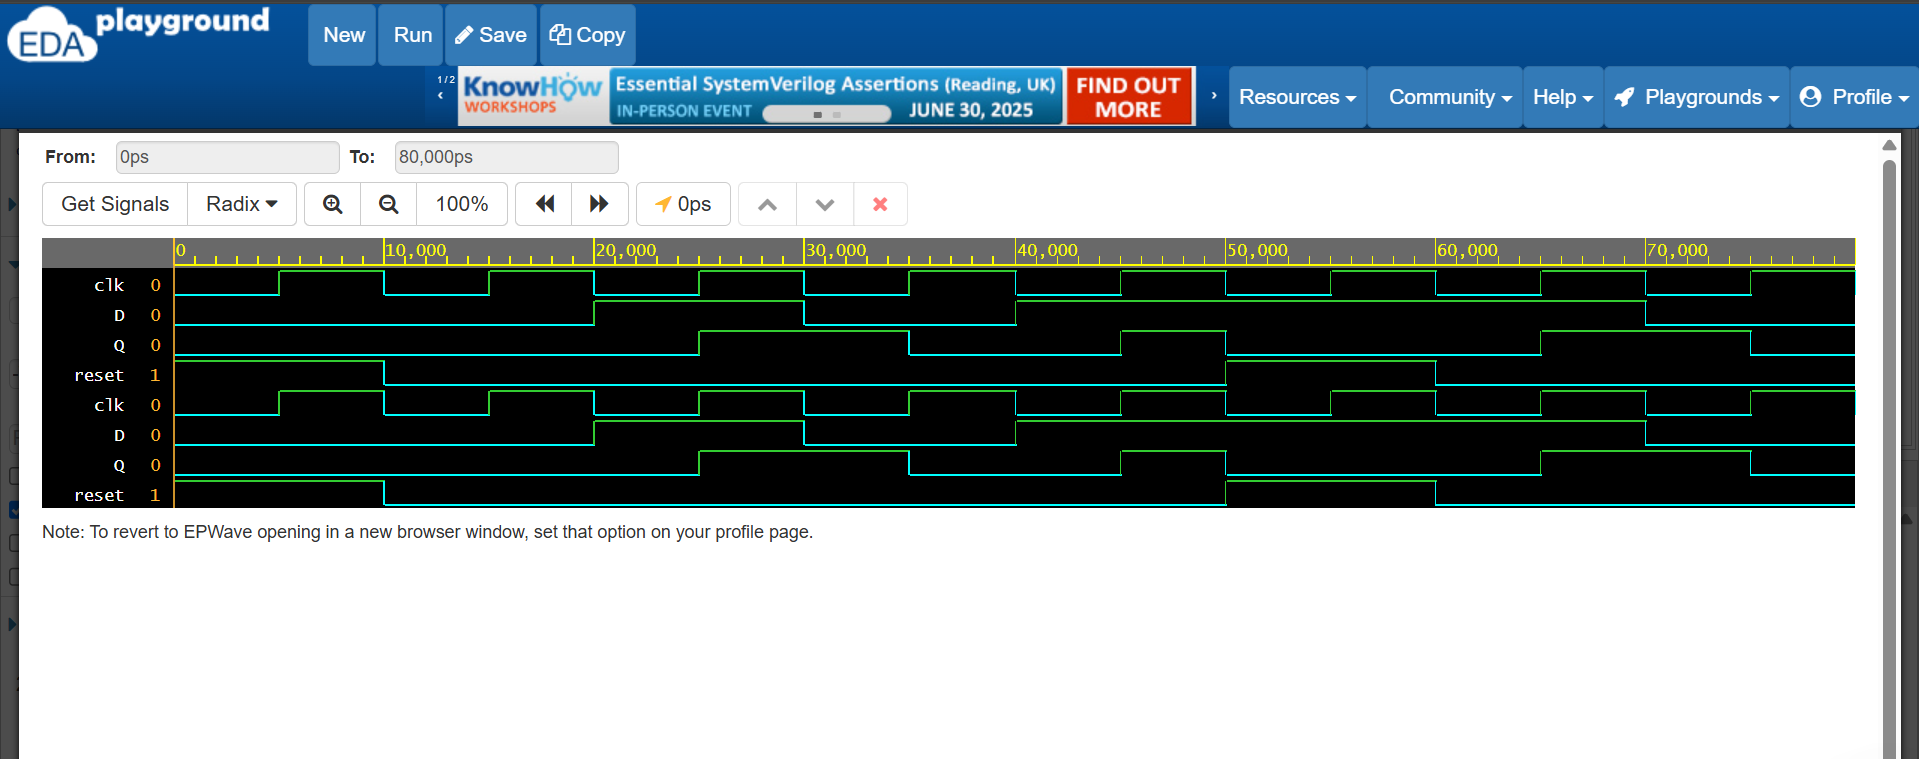 EDA playground
New Run Save Copy
1/2
‹
KnowHow
WORKSHOPS
Essential SystemVerilog Assertions (Reading, UK)
IN-PERSON EVENT JUNE 30, 2025
FIND OUT
MORE
›
Resources Community Help Playgrounds Profile
From: 0ps To: 80,000ps
Get Signals Radix 100% 0ps
0 10,000 20,000 30,000 40,000 50,000 60,000 70,000
clk 0
D 0
Q 0
reset 1
clk 0
D 0
Q 0
reset 1
Note: To revert to EPWave opening in a new browser window, set that option on your profile page.